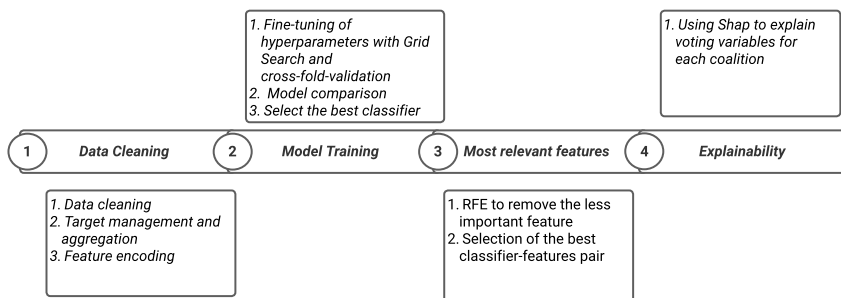 1. Fine-tuning of
hyperparameters with Grid
Search and
cross-fold-validation
2. Model comparison
3. Select the best classifier
1. Using Shap to explain
voting variables for
each coalition
1 Data Cleaning 2 Model Training 3 Most relevant features 4 Explainability
1. Data cleaning
2. Target management and
aggregation
3. Feature encoding
1. RFE to remove the less
important feature
2. Selection of the best
classifier-features pair